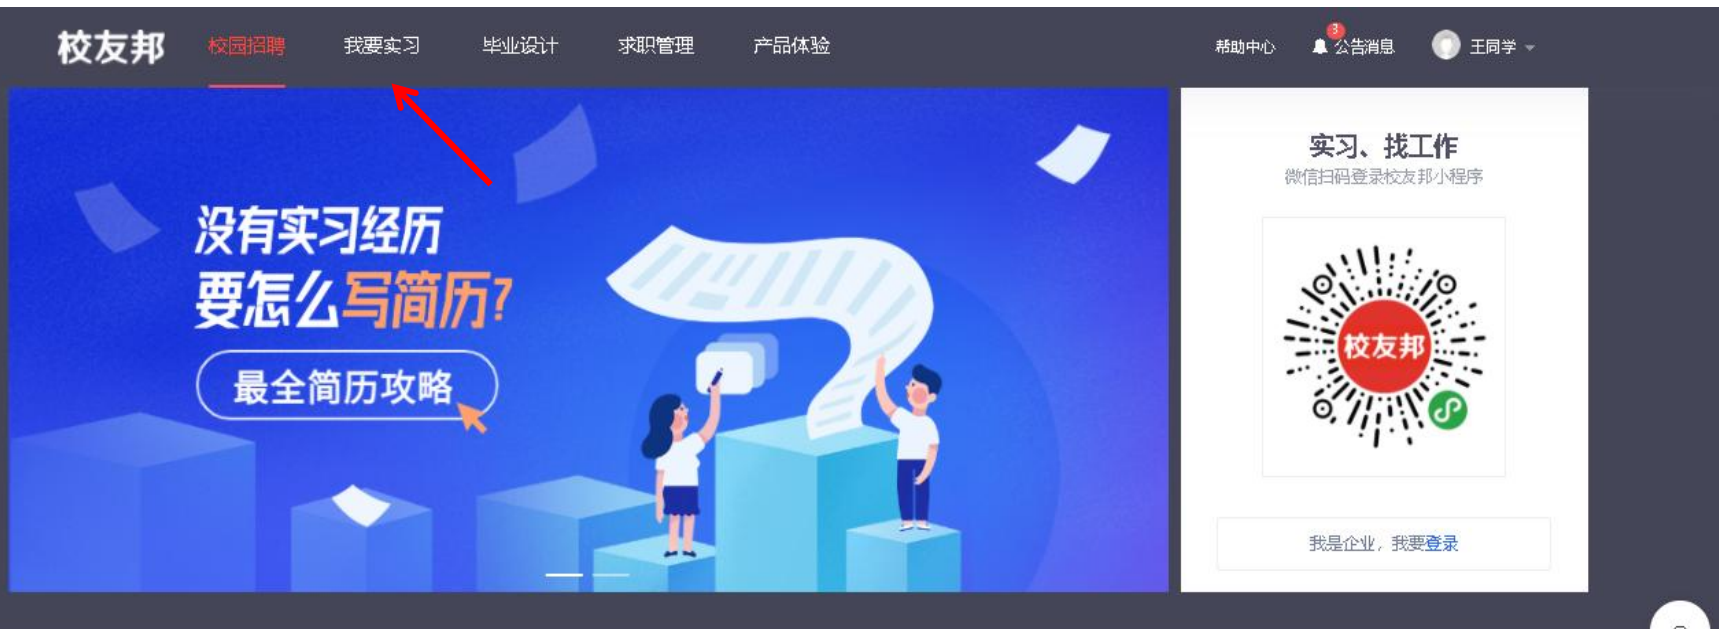 校友邦 校园招聘 我要实习 毕业设计 求职管理 产品体验 帮助中心 3 公告消息 王同学
没有实习经历
要怎么写简历?
最全简历攻略
实习、找工作
微信扫码登录校友邦小程序
校友邦
我是企业，我要登录